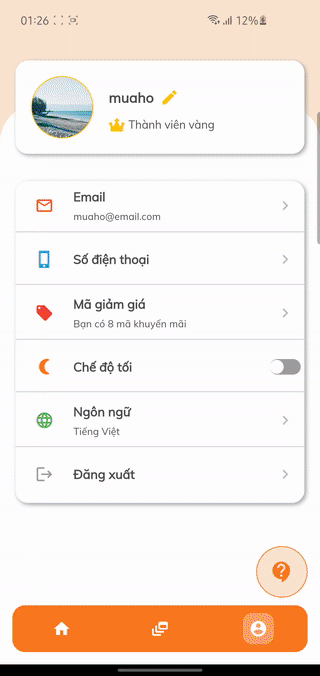 01:26
12%
muaho
Thành viên vàng
Email
muaho@email.com
Số điện thoại
Mã giảm giá
Bạn có 8 mã khuyến mãi
Chế độ tối
Ngôn ngữ
Tiếng Việt
Đăng xuất